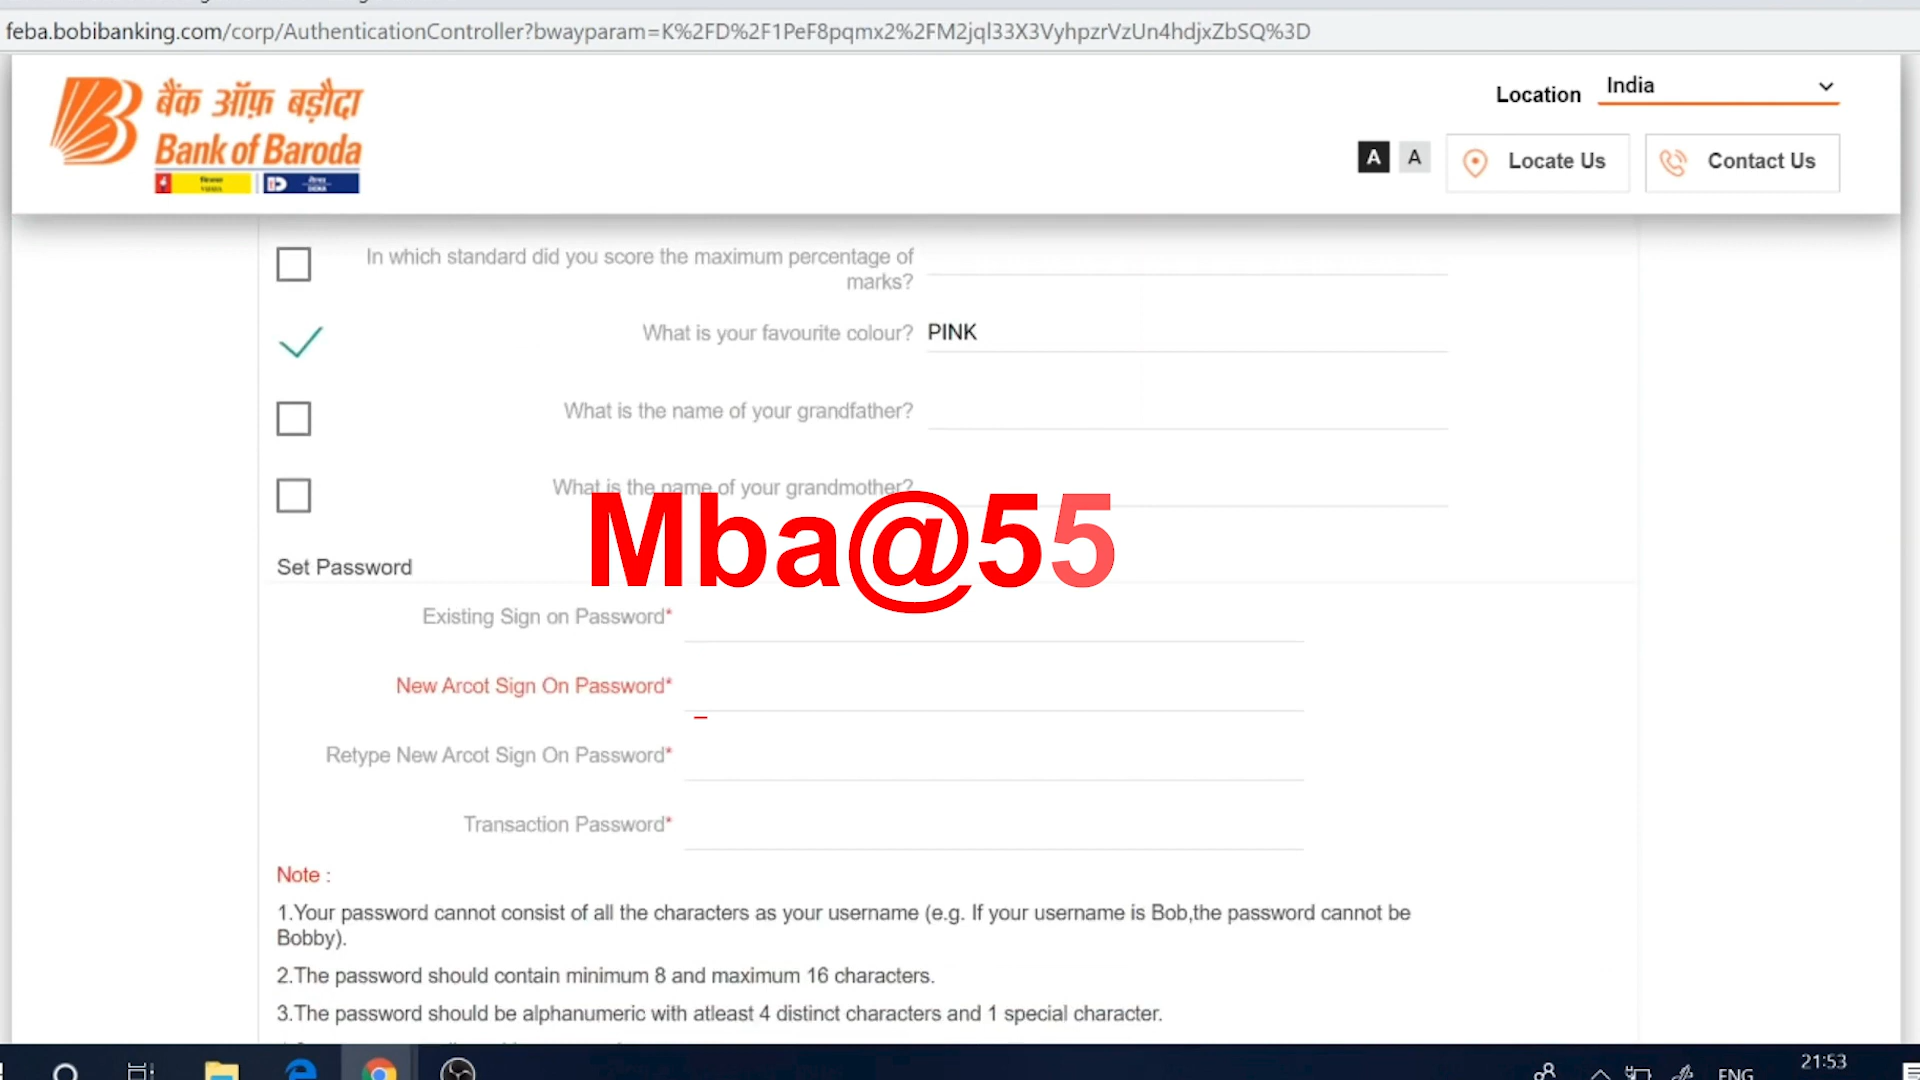 feba.bobibanking.com/corp/AuthenticationController?bwayparam=K%2FD%2F1PeF8pqmx2%2FM2jql33X3VyhpzrVzUn4hdjxZbSQ%3D
बैंक ऑफ़ बड़ौदा
Bank of Baroda
Location India
A A Locate Us Contact Us
In which standard did you score the maximum percentage of
marks?
What is your favourite colour? PINK
What is the name of your grandfather?
What is the name of your grandmother?
Mba@55
Set Password
Existing Sign on Password*
New Arcot Sign On Password*
Retype New Arcot Sign On Password*
Transaction Password*
Note :
1.Your password cannot consist of all the characters as your username (e.g. If your username is Bob,the password cannot be
Bobby).
2.The password should contain minimum 8 and maximum 16 characters.
3.The password should be alphanumeric with atleast 4 distinct characters and 1 special character.
ENG 21:53